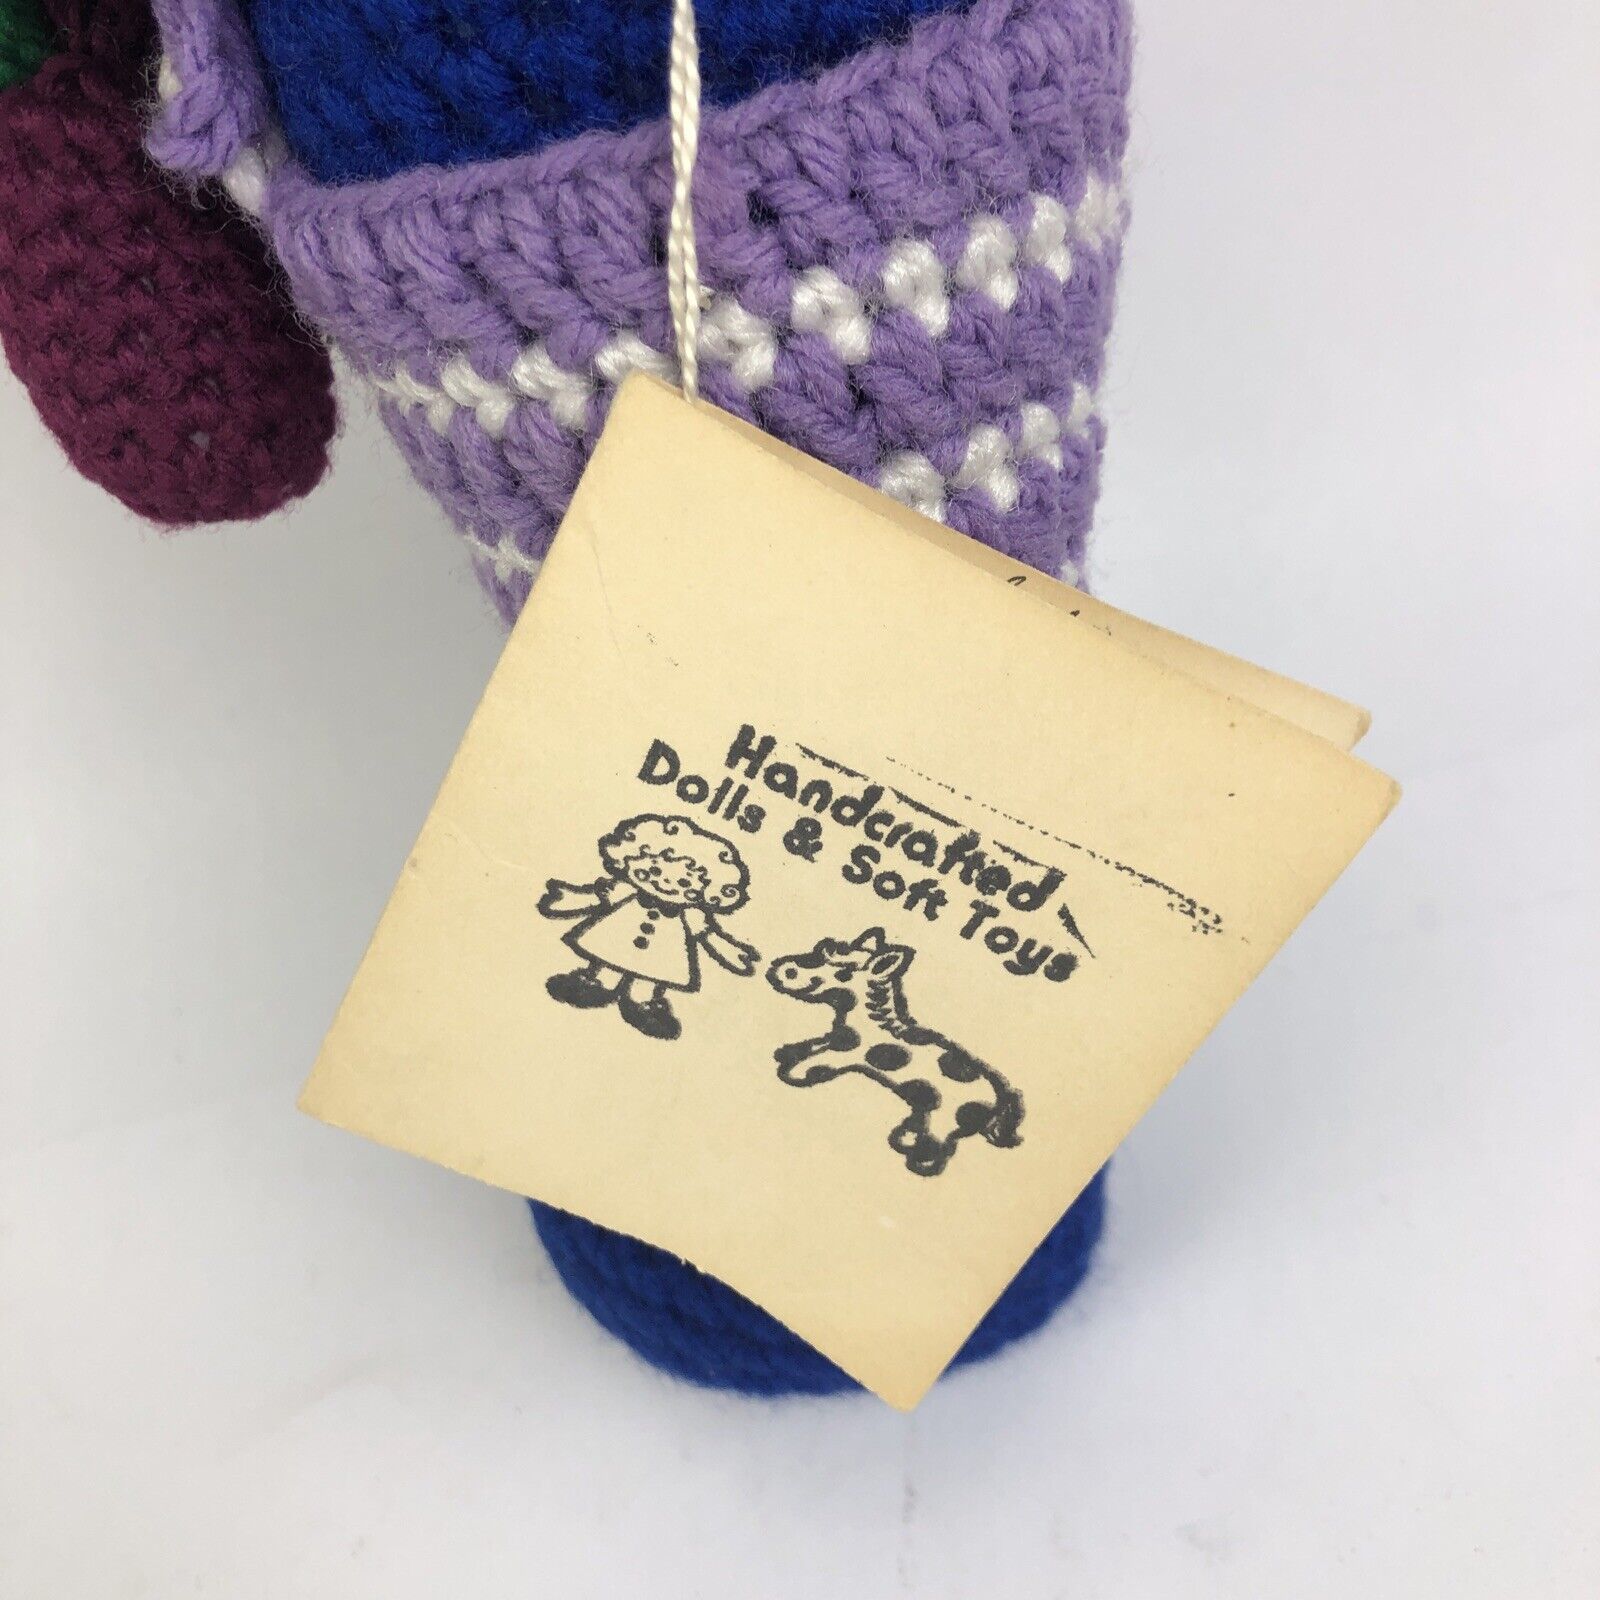 Handcrafted
Dolls & Soft Toys